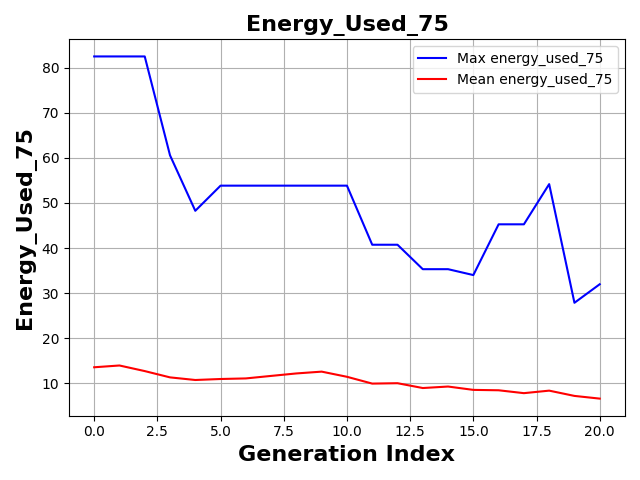 Energy_Used_75
Max energy_used_75
Mean energy_used_75
Energy_Used_75
80
70
60
50
40
30
20
10
0.0 2.5 5.0 7.5 10.0 12.5 15.0 17.5 20.0
Generation Index